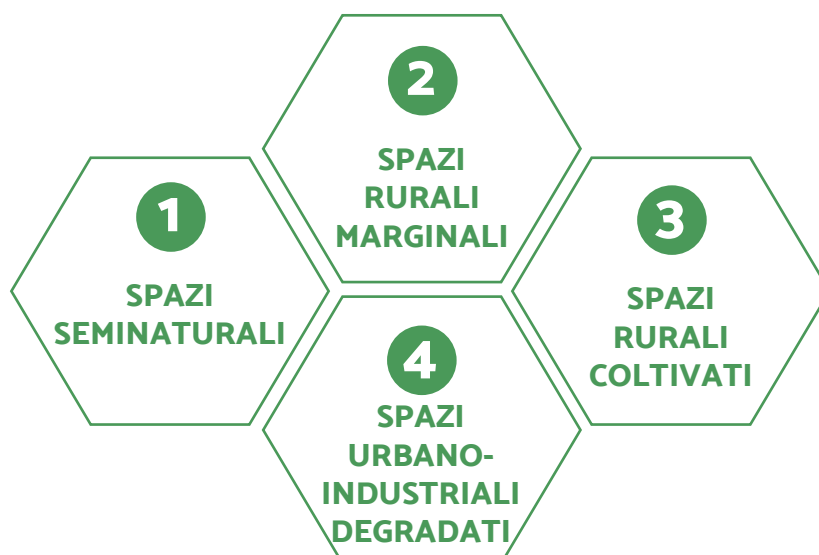 1
SPAZI
SEMINATURALI
2
SPAZI
RURALI
MARGINALI
3
SPAZI
RURALI
COLTIVATI
4
SPAZI
URBANO-
INDUSTRIALI
DEGRADATI